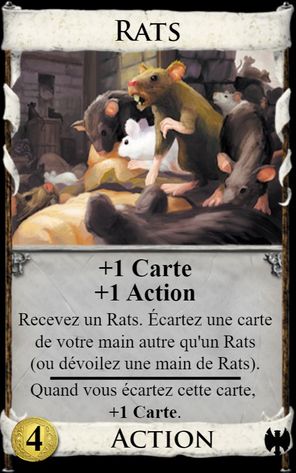 RATS
+1 Carte
+1 Action
Recevez un Rats. Écartez une carte
de votre main autre qu'un Rats
(ou dévoilez une main de Rats).
Quand vous écartez cette carte,
+1 Carte.
4
ACTION